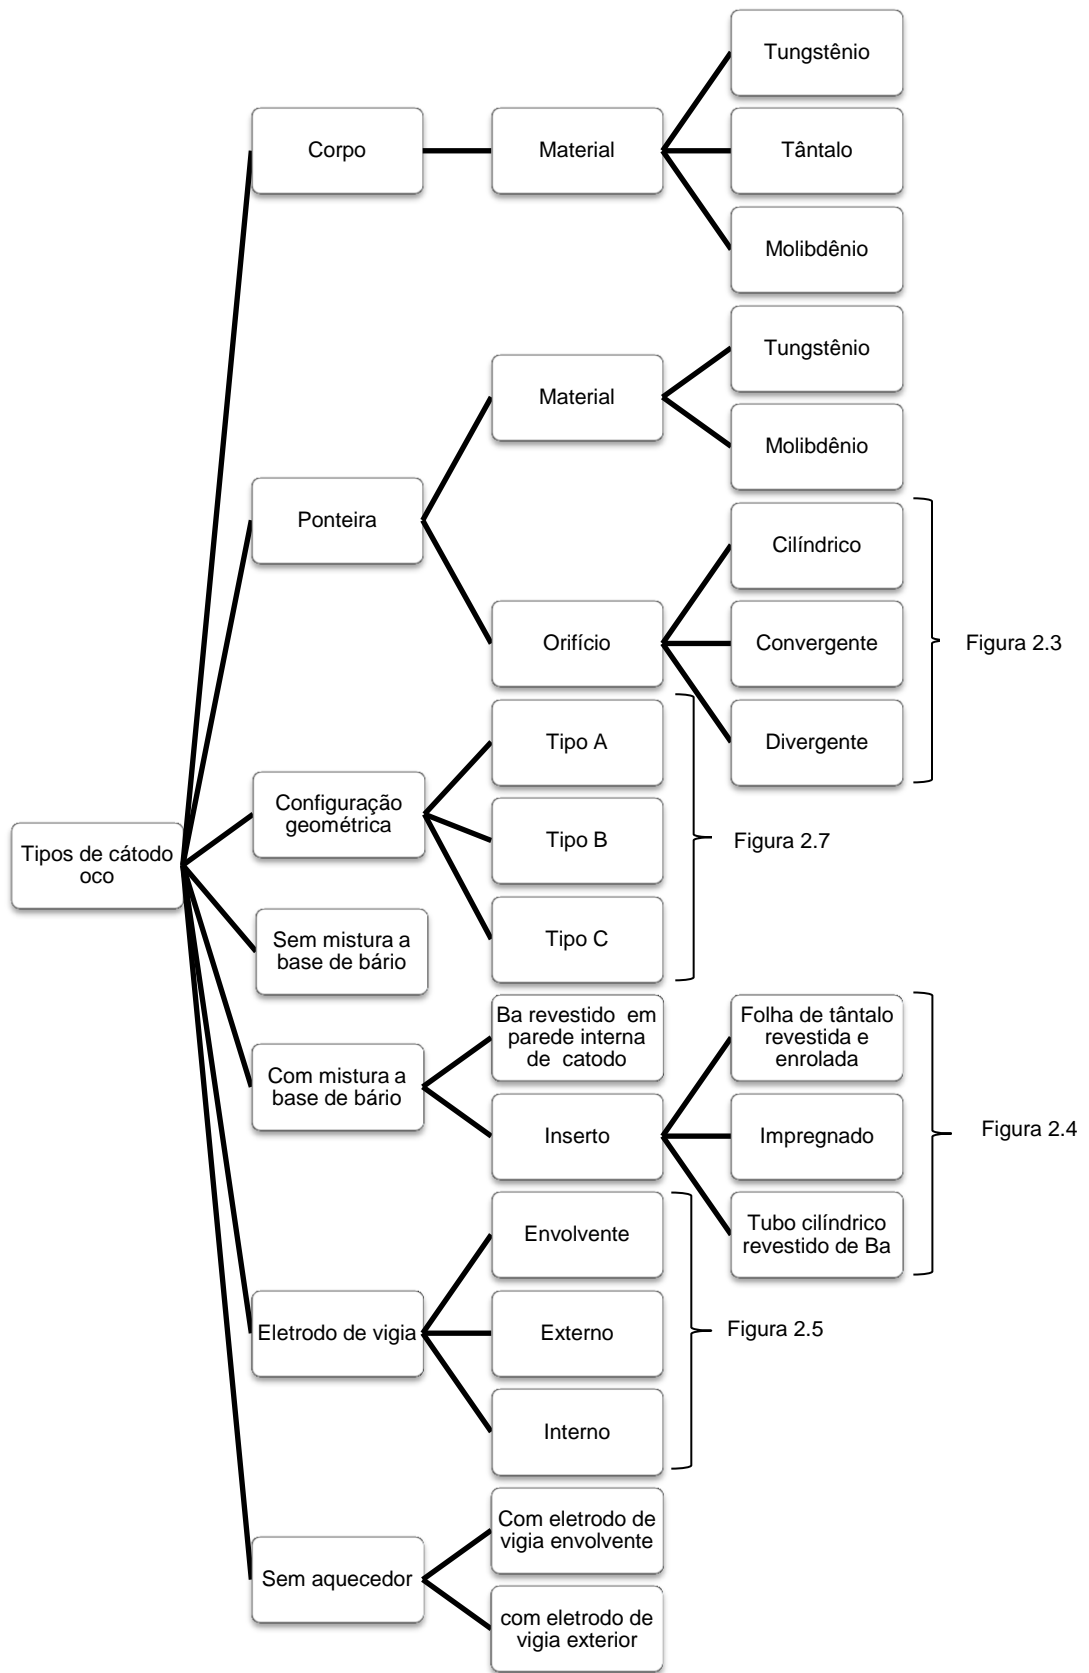 Tungstênio
Corpo
Material
Tântalo
Molibdênio
Tungstênio
Material
Molibdênio
Ponteira
Cilíndrico
Orifício
Convergente
Figura 2.3
Divergente
Tipo A
Configuração
geométrica
Tipo B
Figura 2.7
Tipo C
Tipos de cátodo
oco
Sem mistura a
base de bário
Ba revestido em
parede interna
de catodo
Folha de tântalo
revestida e
enrolada
Com mistura a
base de bário
Inserto
Impregnado
Figura 2.4
Tubo cilíndrico
revestido de Ba
Envolvente
Eletrodo de vigia
Externo
Figura 2.5
Interno
Com eletrodo de
vigia envolvente
Sem aquecedor
com eletrodo de
vigia exterior